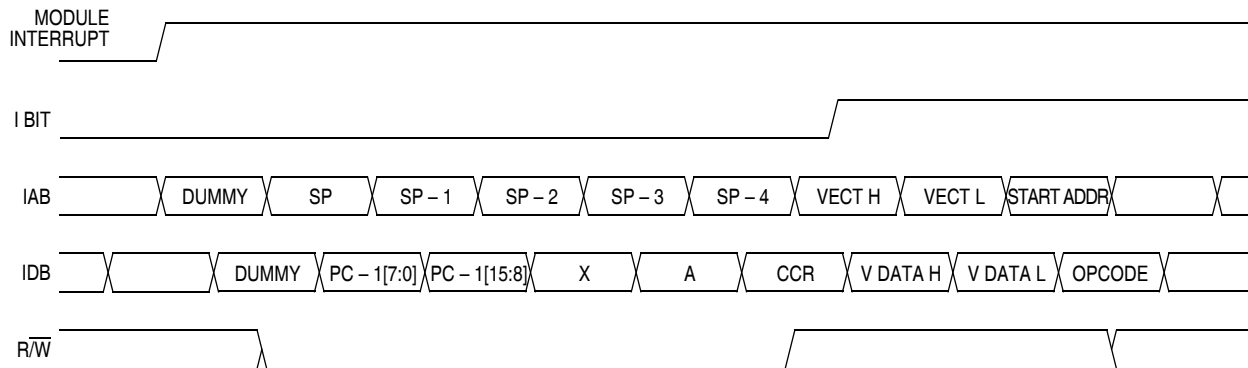 MODULE
INTERRUPT
I BIT
IAB DUMMY SP SP – 1 SP – 2 SP – 3 SP – 4 VECT H VECT L START ADDR
IDB DUMMY PC – 1[7:0] PC – 1[15:8] X A CCR V DATA H V DATA L OPCODE
R/W̅